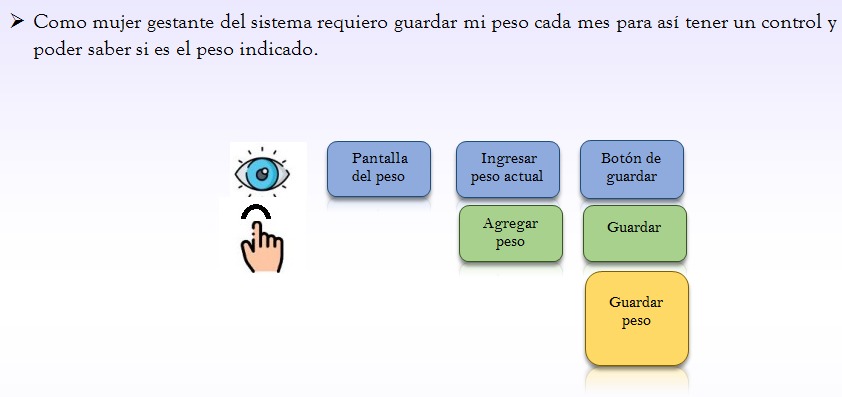 Como mujer gestante del sistema requiero guardar mi peso cada mes para así tener un control y
poder saber si es el peso indicado.
Pantalla
del peso
Ingresar
peso actual
Botón de
guardar
Agregar
peso
Guardar
Guardar
peso